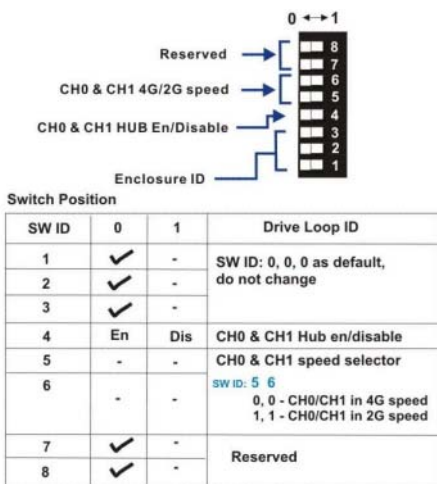 0 ↔ 1
Reserved
8
7
CH0 & CH1 4G/2G speed
6
5
CH0 & CH1 HUB En/Disable
4
Enclosure ID
3
2
1
Switch Position
SW ID 0 1 Drive Loop ID
1 ✓ - SW ID: 0, 0, 0 as default,
2 ✓ - do not change
3 ✓ -
4 En Dis CH0 & CH1 Hub en/disable
5 - - CH0 & CH1 speed selector
6 - - SW ID: 5 6
0, 0 - CH0/CH1 in 4G speed
1, 1 - CH0/CH1 in 2G speed
7 ✓ - Reserved
8 ✓ -